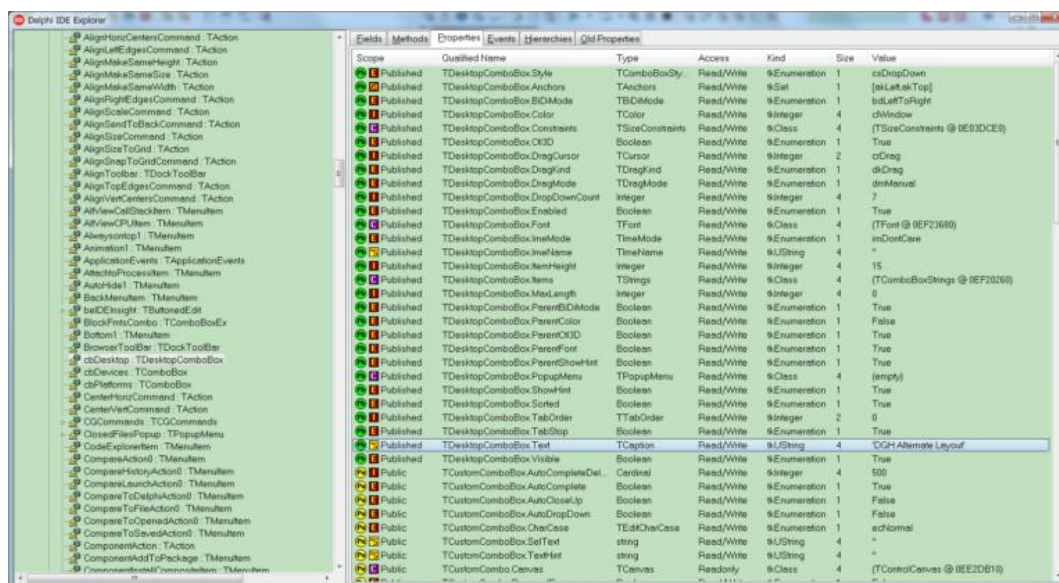 Delphi IDE Explorer
AlignHorizCentersCommand : TAction
AlignLeftEdgesCommand : TAction
AlignMakeSameHeight : TAction
AlignMakeSameSize : TAction
AlignMakeSameWidth : TAction
AlignRightEdgesCommand : TAction
AlignScaleCommand : TAction
AlignSendToBackCommand : TAction
AlignSizeCommand : TAction
AlignSizeToGrid : TAction
AlignSnapToGridCommand : TAction
AlignToolbar : TDockToolBar
AlignTopEdgesCommand : TAction
AlignVertCentersCommand : TAction
AltViewCallStackItem : TMenuItem
AltViewCPUItem : TMenuItem
Alwaysontop1 : TMenuItem
Animation1 : TMenuItem
ApplicationEvents : TApplicationEvents
AttachtoProcessItem : TMenuItem
AutoHide1 : TMenuItem
BackMenuItem : TMenuItem
beIDEInsight : TButtonedEdit
BlockFmtsCombo : TComboBoxEx
Bottom1 : TMenuItem
BrowserToolBar : TDockToolBar
cbDesktop : TDesktopComboBox
cbDevices : TComboBox
cbPlatforms : TComboBox
CenterHorizCommand : TAction
CenterVertCommand : TAction
CGCommands : TCGCommands
ClosedFilesPopup : TPopupMenu
CodeExplorerItem : TMenuItem
CompareAction0 : TMenuItem
CompareHistoryAction0 : TMenuItem
CompareLaunchAction0 : TMenuItem
CompareToDelphiAction0 : TMenuItem
CompareToFileAction0 : TMenuItem
CompareToOpenedAction0 : TMenuItem
CompareToSavedAction0 : TMenuItem
ComponentAction : TAction
ComponentAddToPackage : TMenuItem
ComponentInstallCompositeItem : TMenuItem
Fields Methods Properties Events Hierarchies Old Properties
Scope Qualified Name Type Access Kind Size Value
Published TDesktopComboBox.Style TComboBoxSty... Read/Write tkEnumeration 1 csDropDown
Published TDesktopComboBox.Anchors TAnchors Read/Write tkSet 1 [akLeft,akTop]
Published TDesktopComboBox.BiDiMode TBiDiMode Read/Write tkEnumeration 1 bdLeftToRight
Published TDesktopComboBox.Color TColor Read/Write tkInteger 4 clWindow
Published TDesktopComboBox.Constraints TSizeConstraints Read/Write tkClass 4 (TSizeConstraints @ 0E03DCE0)
Published TDesktopComboBox.Ctl3D Boolean Read/Write tkEnumeration 1 True
Published TDesktopComboBox.DragCursor TCursor Read/Write tkInteger 2 crDrag
Published TDesktopComboBox.DragKind TDragKind Read/Write tkEnumeration 1 dkDrag
Published TDesktopComboBox.DragMode TDragMode Read/Write tkEnumeration 1 dmManual
Published TDesktopComboBox.DropDownCount Integer Read/Write tkInteger 4 7
Published TDesktopComboBox.Enabled Boolean Read/Write tkEnumeration 1 True
Published TDesktopComboBox.Font TFont Read/Write tkClass 4 (TFont @ 0EF23680)
Published TDesktopComboBox.ImeMode TImeMode Read/Write tkEnumeration 1 imDontCare
Published TDesktopComboBox.ImeName TImeName Read/Write tkUString 4 ''
Published TDesktopComboBox.ItemHeight Integer Read/Write tkInteger 4 15
Published TDesktopComboBox.Items TStrings Read/Write tkClass 4 (TComboBoxStrings @ 0EF20260)
Published TDesktopComboBox.MaxLength Integer Read/Write tkInteger 4 0
Published TDesktopComboBox.ParentBiDiMode Boolean Read/Write tkEnumeration 1 True
Published TDesktopComboBox.ParentColor Boolean Read/Write tkEnumeration 1 False
Published TDesktopComboBox.ParentCtl3D Boolean Read/Write tkEnumeration 1 True
Published TDesktopComboBox.ParentFont Boolean Read/Write tkEnumeration 1 True
Published TDesktopComboBox.ParentShowHint Boolean Read/Write tkEnumeration 1 True
Published TDesktopComboBox.PopupMenu TPopupMenu Read/Write tkClass 4 (empty)
Published TDesktopComboBox.ShowHint Boolean Read/Write tkEnumeration 1 True
Published TDesktopComboBox.Sorted Boolean Read/Write tkEnumeration 1 True
Published TDesktopComboBox.TabOrder TTabOrder Read/Write tkInteger 2 0
Published TDesktopComboBox.TabStop Boolean Read/Write tkEnumeration 1 True
Published TDesktopComboBox.Text TCaption Read/Write tkUString 4 'DGH Alternate Layout'
Published TDesktopComboBox.Visible Boolean Read/Write tkEnumeration 1 True
Public TCustomComboBox.AutoCompleteDel... Cardinal Read/Write tkInteger 4 500
Public TCustomComboBox.AutoComplete Boolean Read/Write tkEnumeration 1 True
Public TCustomComboBox.AutoCloseUp Boolean Read/Write tkEnumeration 1 False
Public TCustomComboBox.AutoDropDown Boolean Read/Write tkEnumeration 1 False
Public TCustomComboBox.CharCase TEditCharCase Read/Write tkEnumeration 1 ecNormal
Public TCustomComboBox.SelText string Read/Write tkUString 4 ''
Public TCustomComboBox.TextHint string Read/Write tkUString 4 ''
Public TCustomComboBox.Canvas TCanvas Readonly tkClass 4 (TControlCanvas @ 0EE2DB10)